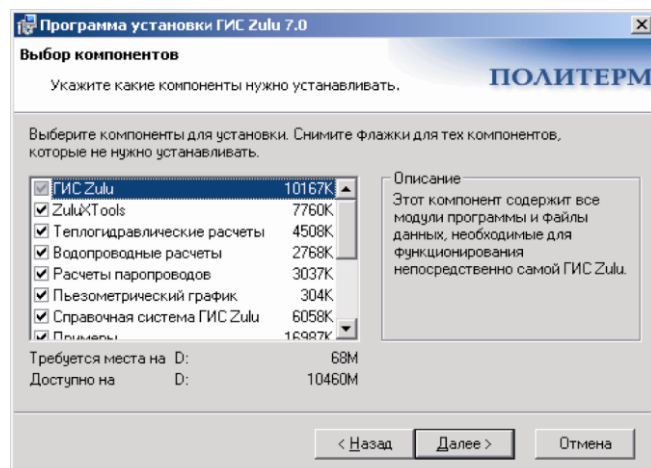 Программа установки ГИС Zulu 7.0
Выбор компонентов
Укажите какие компоненты нужно устанавливать.
ПОЛИТЕРМ
Выберите компоненты для установки. Снимите флажки для тех компонентов,
которые не нужно устанавливать.
ГИС Zulu 10167K
ZuluXTools 7760K
Теплогидравлические расчеты 4508K
Водопроводные расчеты 2768K
Расчеты паропроводов 3037K
Пьезометрический график 304K
Справочная система ГИС Zulu 6058K
Примеры 16987K
Описание
Этот компонент содержит все
модули программы и файлы
данных, необходимые для
функционирования
непосредственно самой ГИС Zulu.
Требуется места на D: 68M
Доступно на D: 10460M
< Назад
Далее >
Отмена